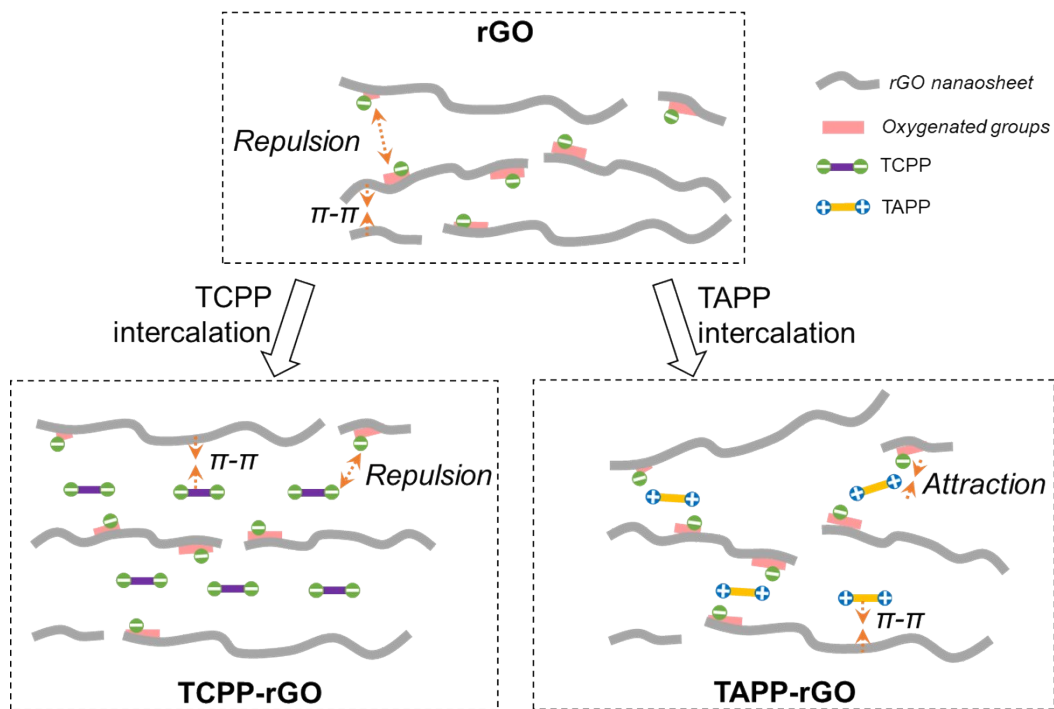 rGO
Repulsion
π-π
rGO nanaosheet
Oxygenated groups
TCPP
TAPP
TCPP
intercalation
TAPP
intercalation
π-π
Repulsion
TCPP-rGO
Attraction
π-π
TAPP-rGO